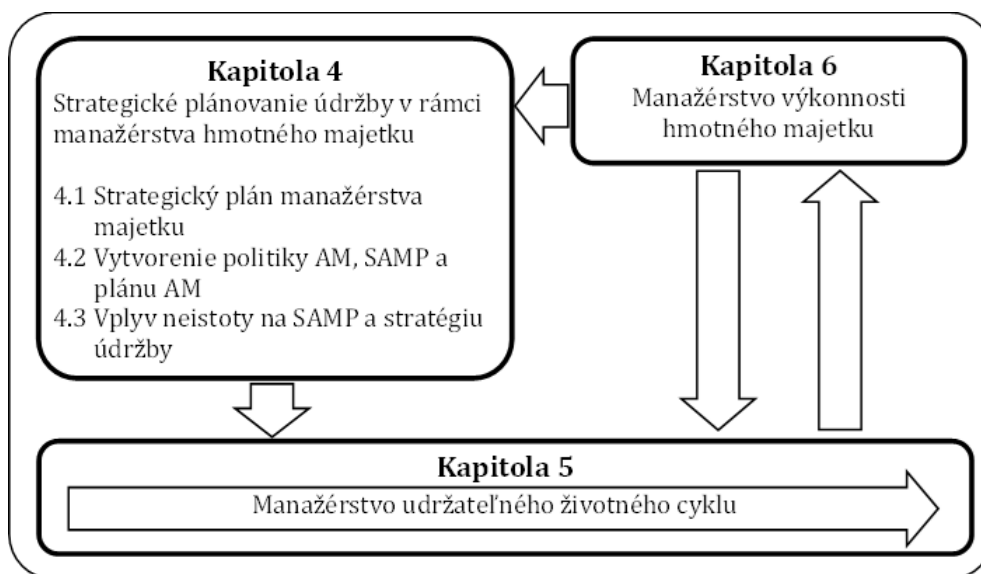 Kapitola 4
Strategické plánovanie údržby v rámci
manažérstva hmotného majetku
4.1 Strategický plán manažérstva
majetku
4.2 Vytvorenie politiky AM, SAMP a
plánu AM
4.3 Vplyv neistoty na SAMP a stratégiu
údržby
Kapitola 6
Manažérstvo výkonnosti
hmotného majetku
Kapitola 5
Manažérstvo udržateľného životného cyklu